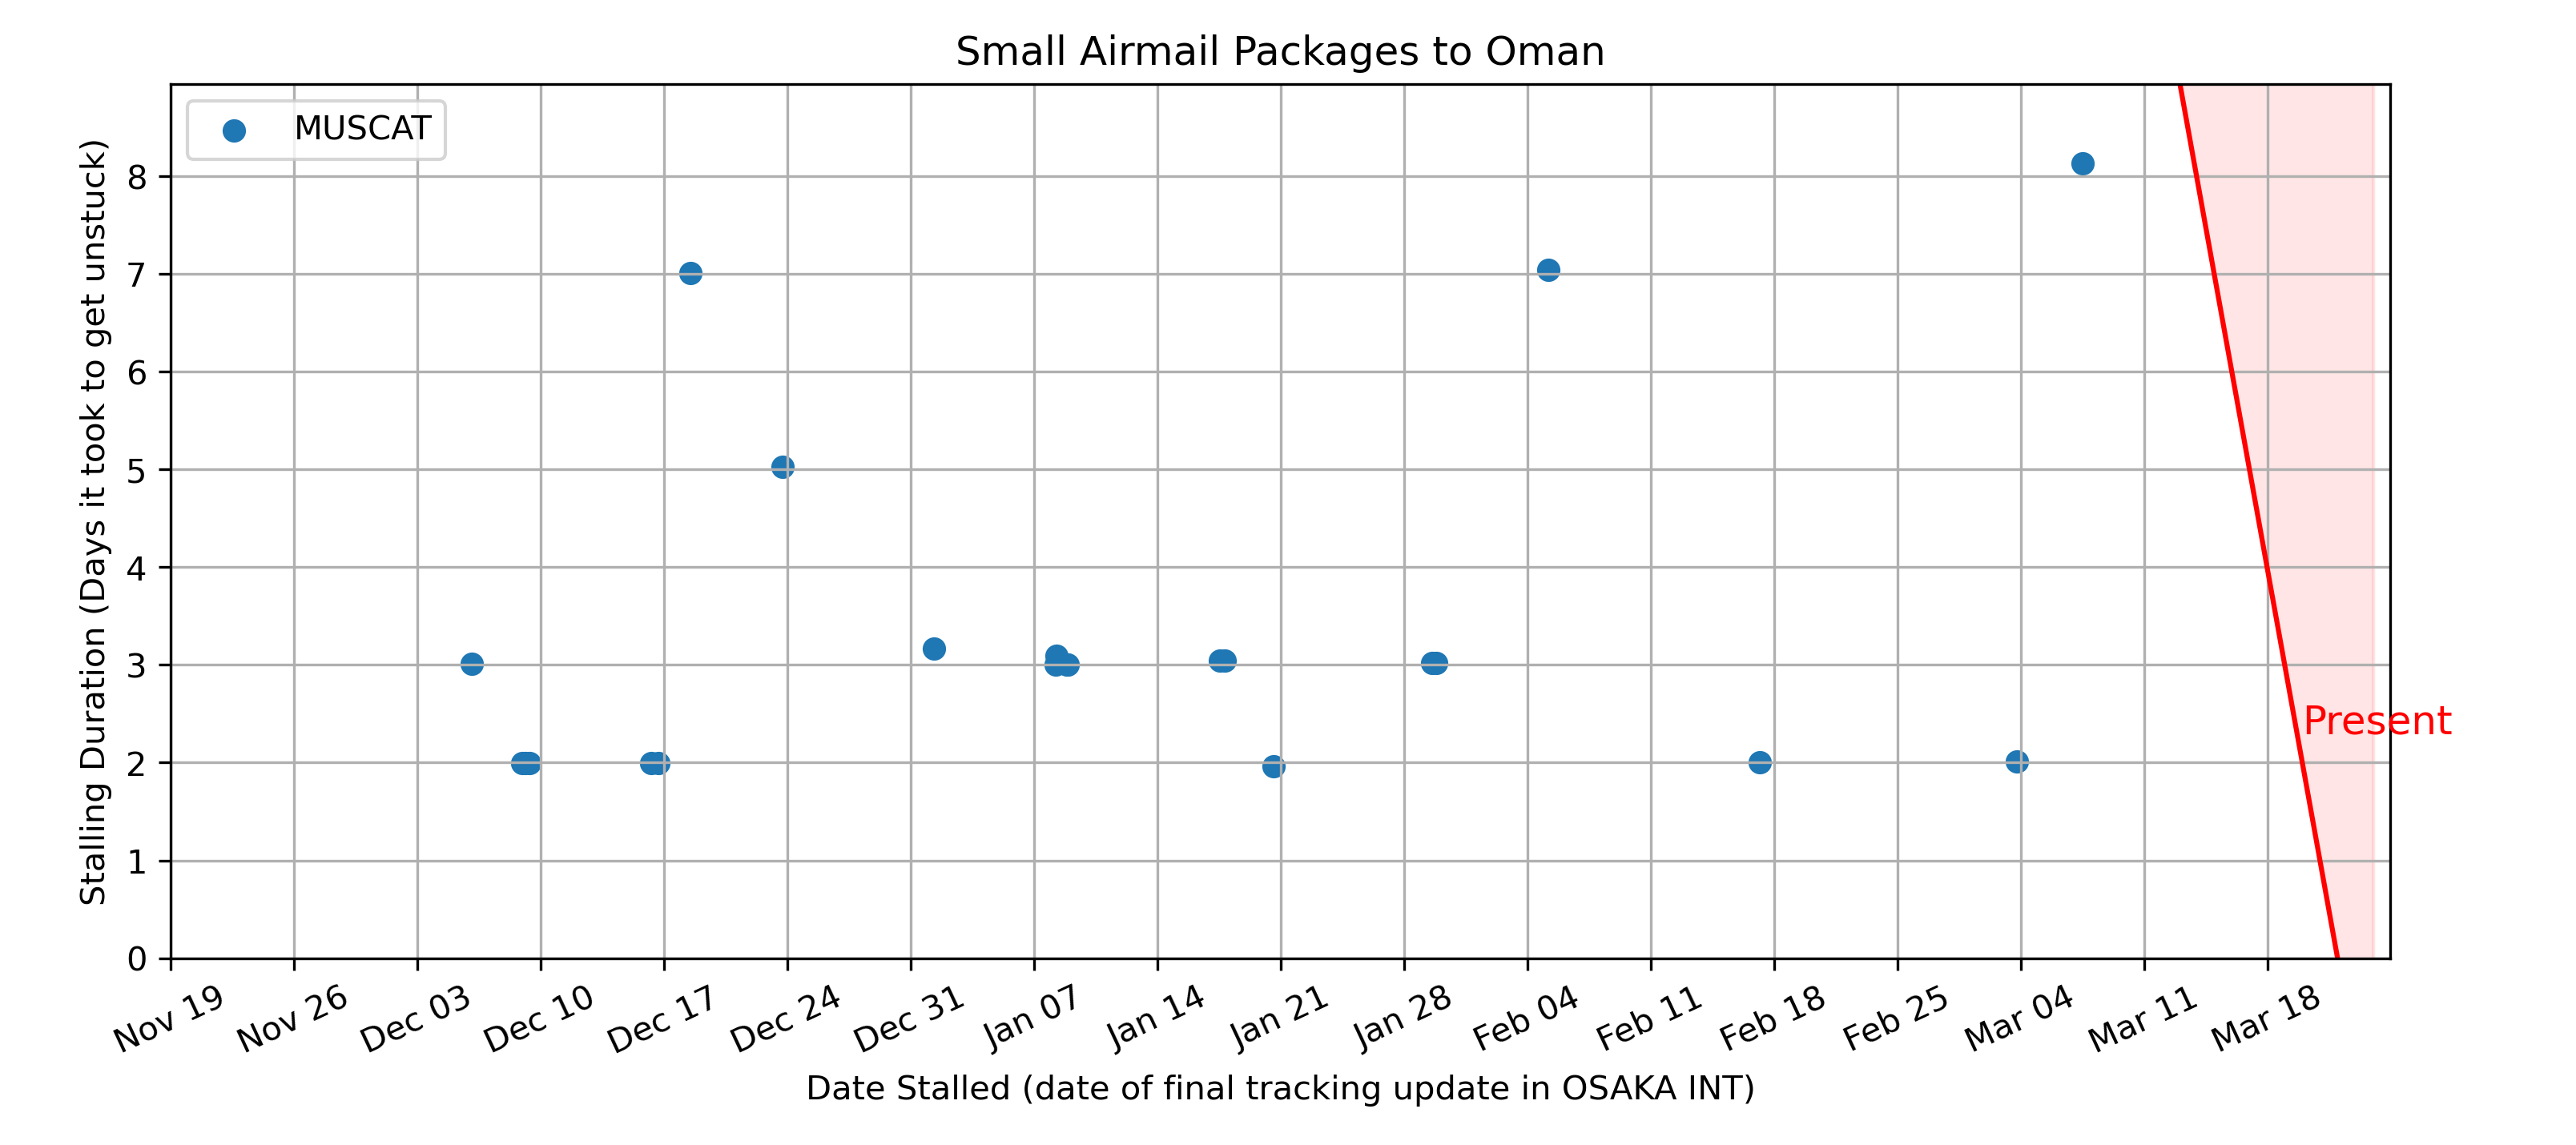 Small Airmail Packages to Oman
MUSCAT
Stalling Duration (Days it took to get unstuck)
8
7
6
5
4
3
2
1
0
Present
Nov 19 Nov 26 Dec 03 Dec 10 Dec 17 Dec 24 Dec 31 Jan 07 Jan 14 Jan 21 Jan 28 Feb 04 Feb 11 Feb 18 Feb 25 Mar 04 Mar 11 Mar 18
Date Stalled (date of final tracking update in OSAKA INT)